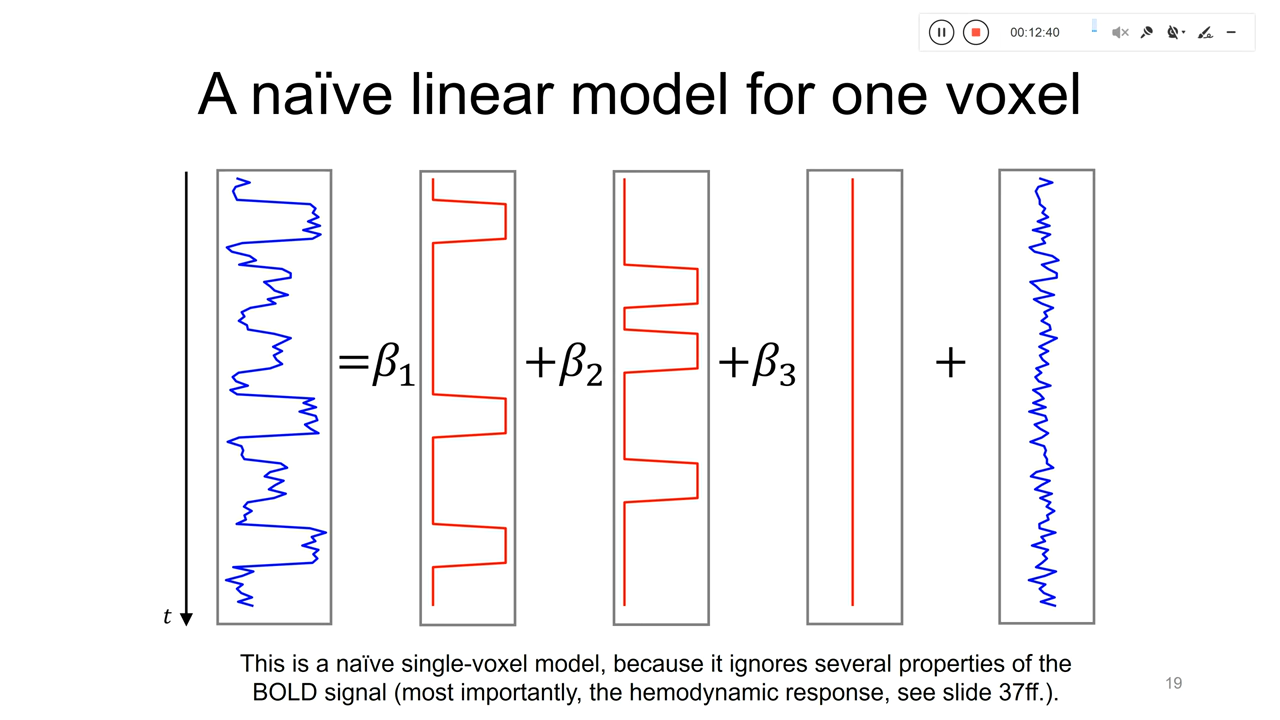 00:12:40
A naïve linear model for one voxel
=β₁ +β₂ +β₃ +
t
This is a naïve single-voxel model, because it ignores several properties of the
BOLD signal (most importantly, the hemodynamic response, see slide 37ff.).
19